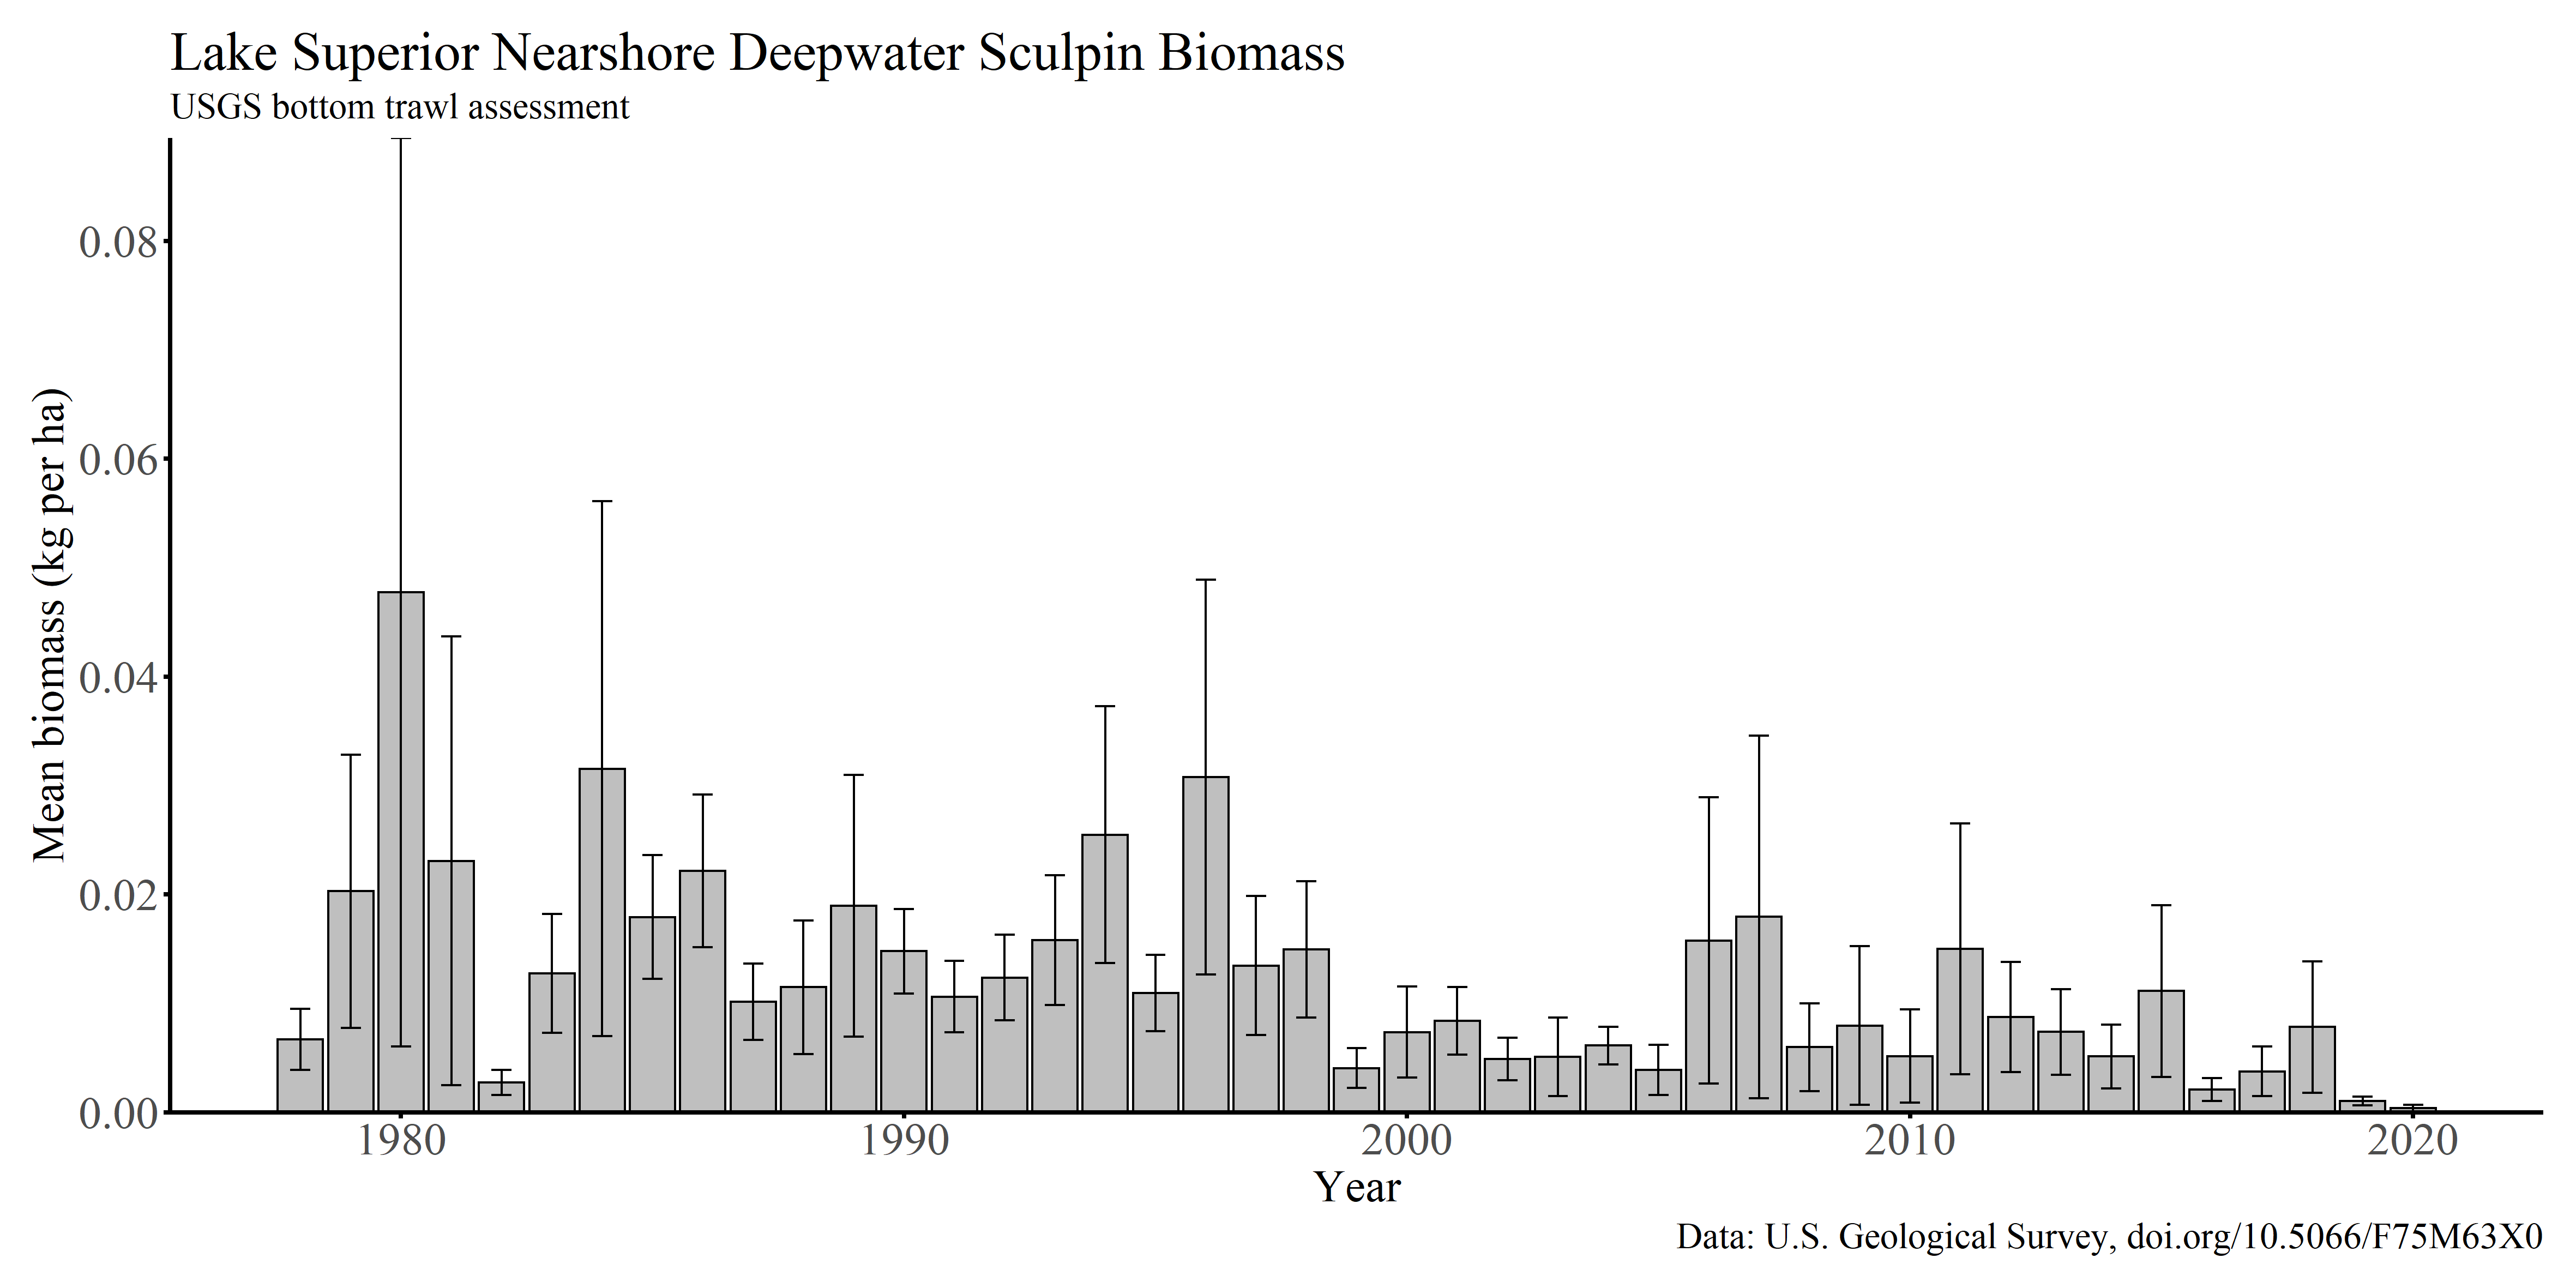 Lake Superior Nearshore Deepwater Sculpin Biomass
USGS bottom trawl assessment
Mean biomass (kg per ha)
0.08
0.06
0.04
0.02
0.00
1980 1990 2000 2010 2020
Year
Data: U.S. Geological Survey, doi.org/10.5066/F75M63X0